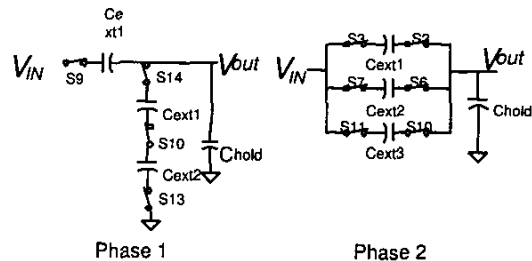 Ce
xt1
VIN
S9
S14
Vout
Cext1
S10
Cext2
Chold
S13
Phase 1
S3
S2
Cext1
VIN
S7
S6
Vout
Cext2
S11
S10
Chold
Cext3
Phase 2